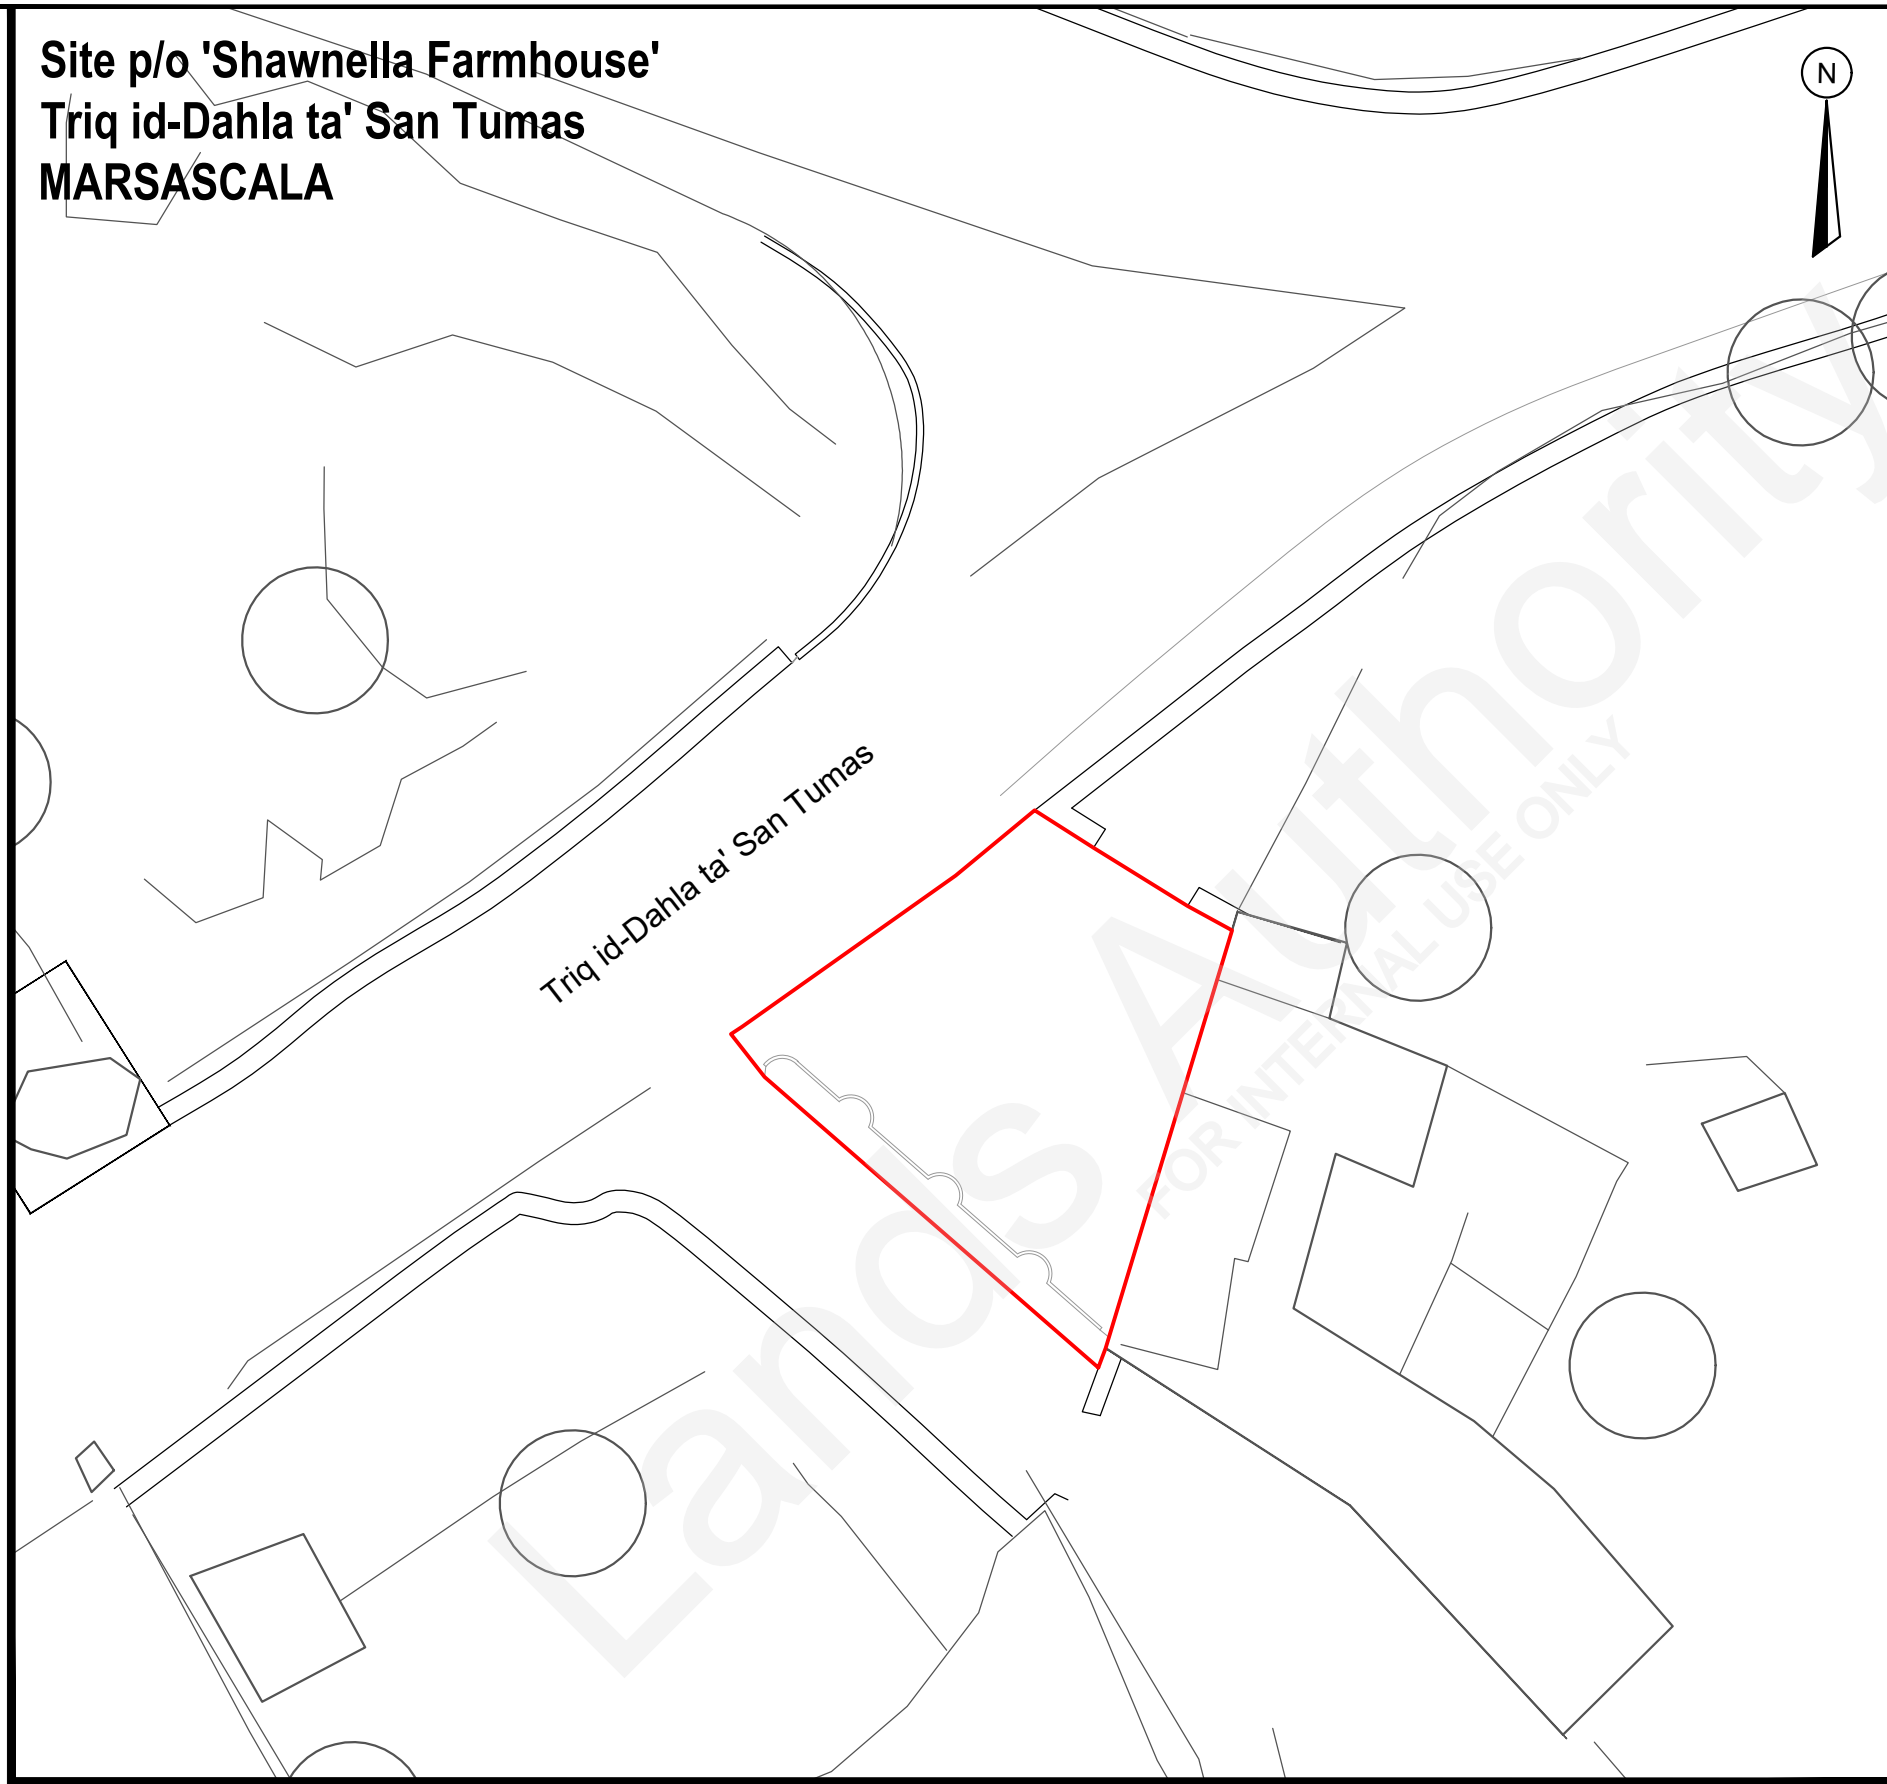 Site p/o 'Shawnella Farmhouse'
Triq id-Dahla ta' San Tumas
MARSASCALA
N
Triq id-Dahla ta' San Tumas
Lands Authority
FOR INTERNAL USE ONLY